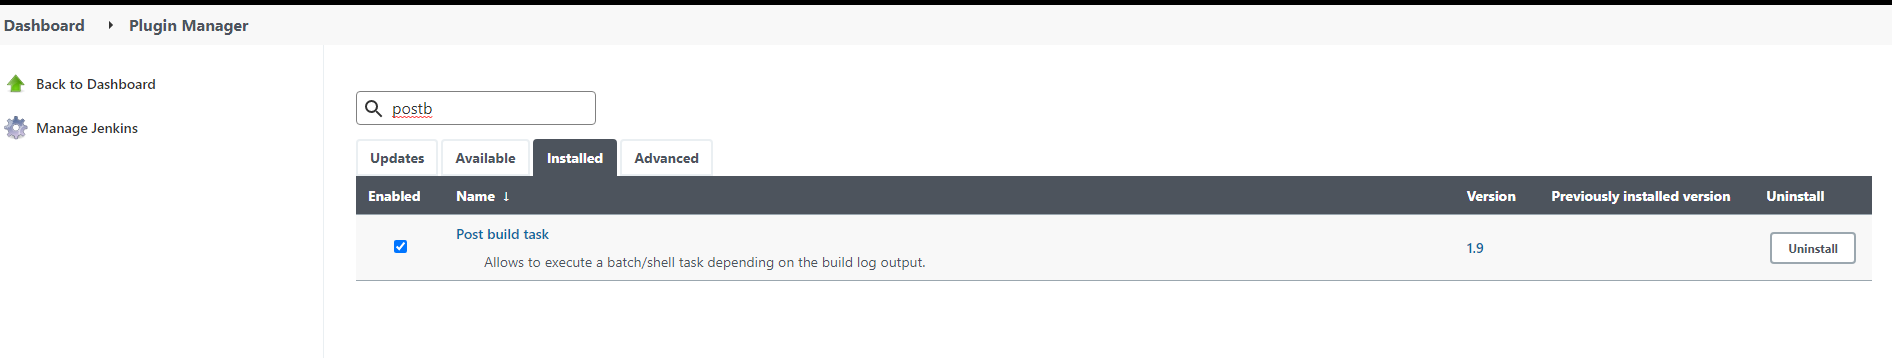 Dashboard Plugin Manager
Back to Dashboard
Manage Jenkins
postb
Updates Available Installed Advanced
Enabled Name ↓ Version Previously installed version Uninstall
Post build task
Allows to execute a batch/shell task depending on the build log output.
1.9
Uninstall